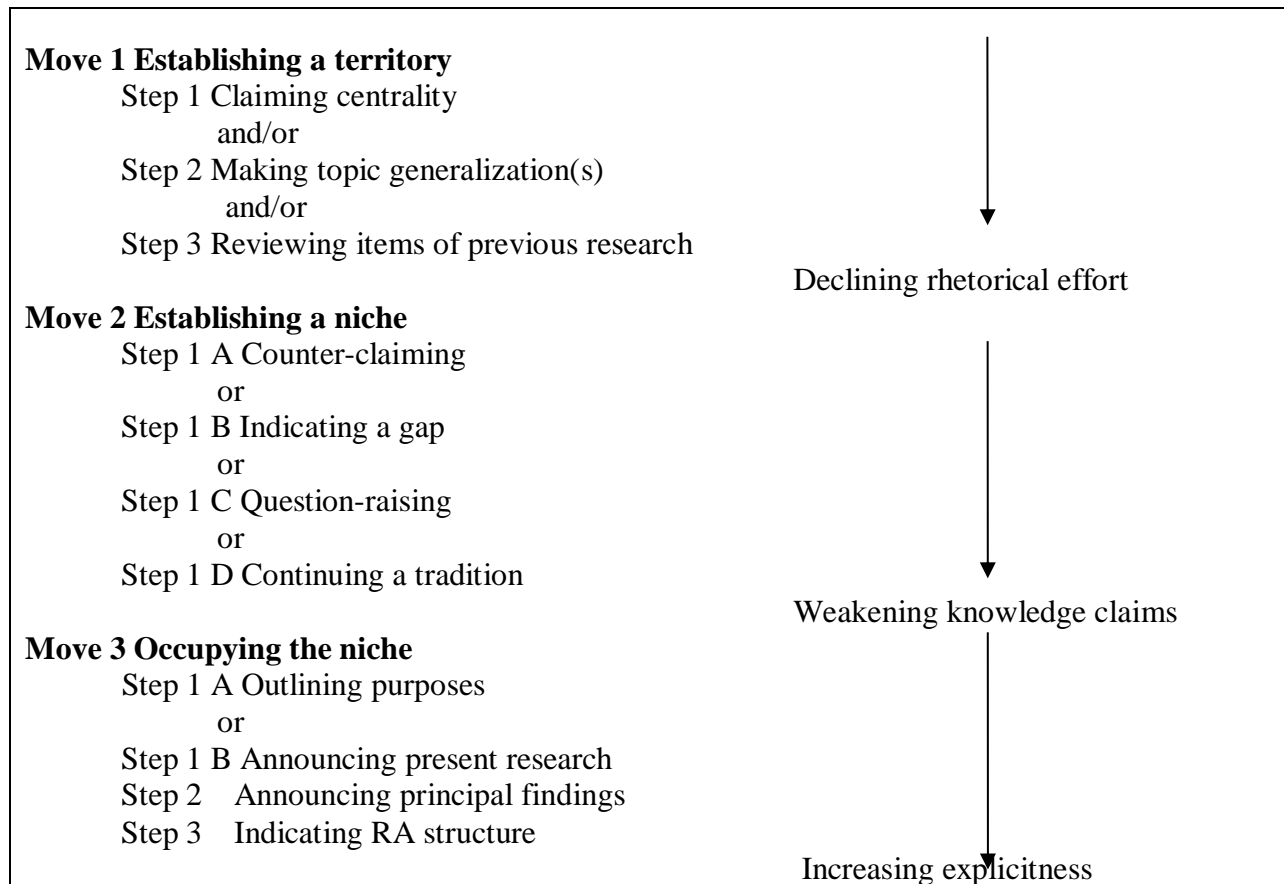 Move 1 Establishing a territory
Step 1 Claiming centrality
and/or
Step 2 Making topic generalization(s)
and/or
Step 3 Reviewing items of previous research
Declining rhetorical effort
Move 2 Establishing a niche
Step 1 A Counter-claiming
or
Step 1 B Indicating a gap
or
Step 1 C Question-raising
or
Step 1 D Continuing a tradition
Weakening knowledge claims
Move 3 Occupying the niche
Step 1 A Outlining purposes
or
Step 1 B Announcing present research
Step 2 Announcing principal findings
Step 3 Indicating RA structure
Increasing explicitness